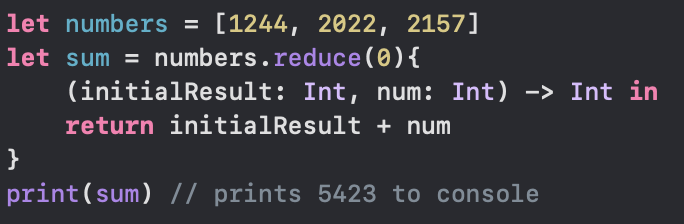 let numbers = [1244, 2022, 2157]
let sum = numbers.reduce(0){
    (initialResult: Int, num: Int) -> Int in
    return initialResult + num
}
print(sum) // prints 5423 to console